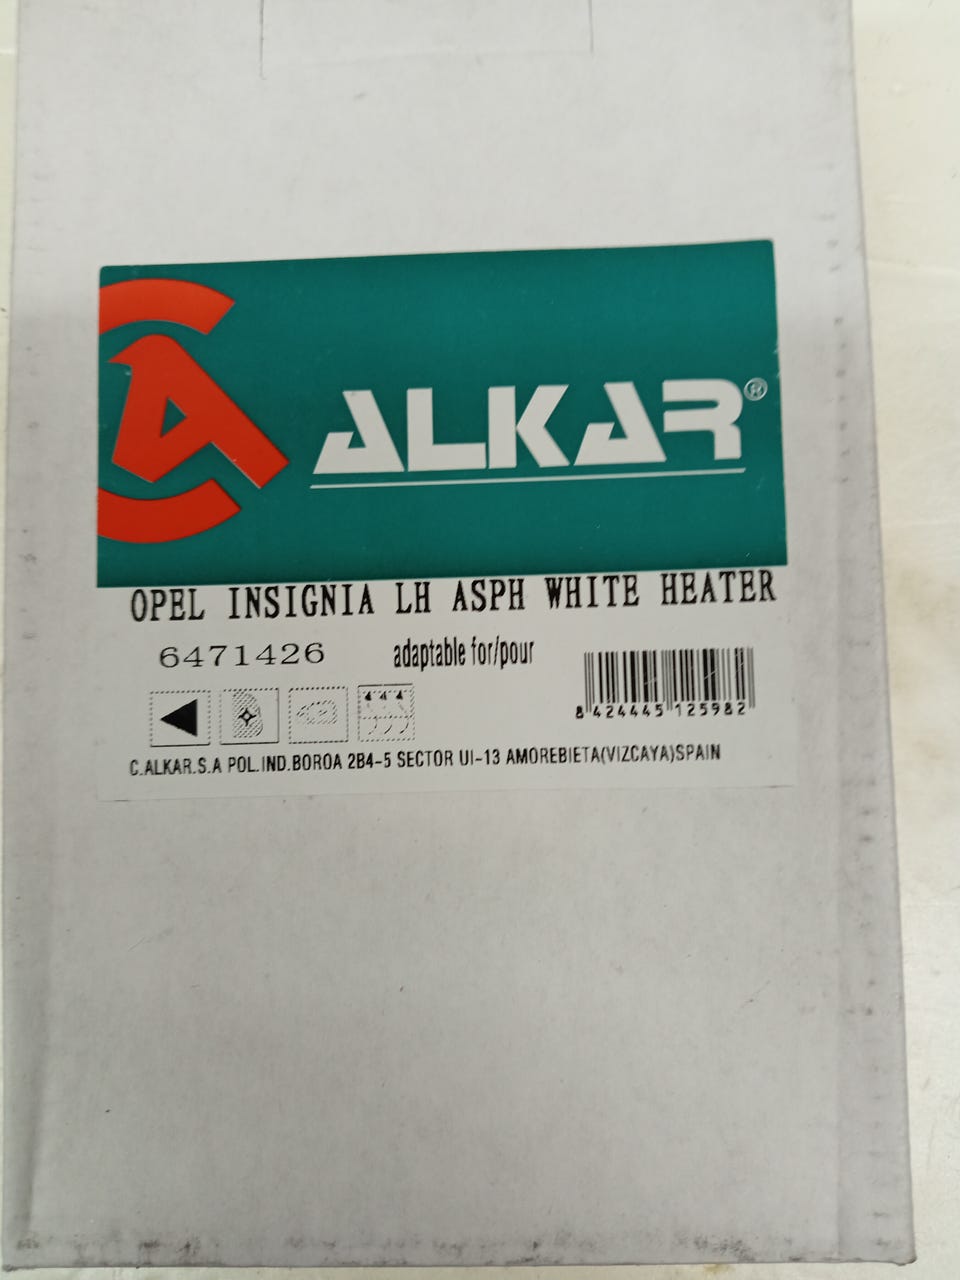 ALKAR®
OPEL INSIGNIA LH ASPH WHITE HEATER
6471426 adaptable for/pour
8 424445 125982
C.ALKAR.S.A POL.IND.BOROA 2B4-5 SECTOR UI-13 AMOREBIETA(VIZCAYA)SPAIN